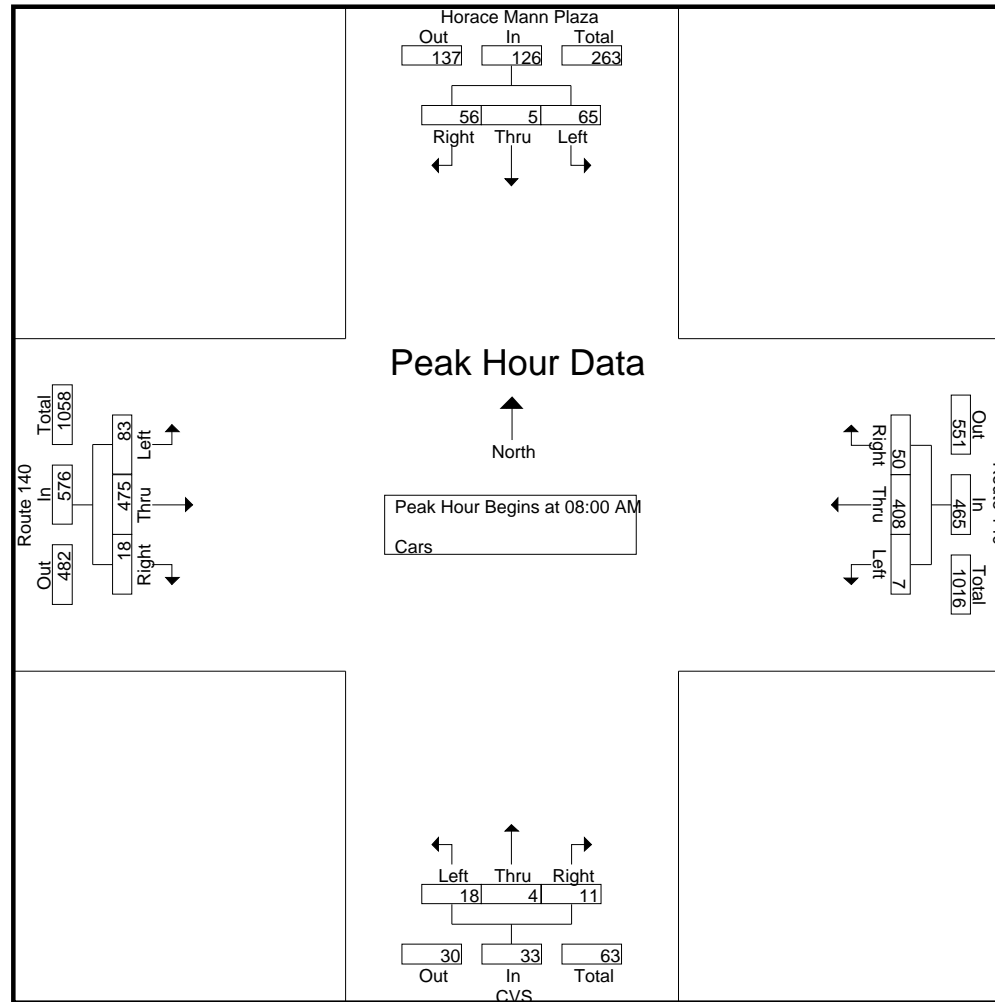 Horace Mann Plaza
Out In Total
137 126 263
56 5 65
Right Thru Left
Peak Hour Data
North
Peak Hour Begins at 08:00 AM
Cars
Route 140
Total In Out
1058 576 482
83 475 18
Left Thru Right
Out In Total
551 465 1016
50 408 7
Right Thru Left
Left Thru Right
18 4 11
30 33 63
Out In Total
CVS